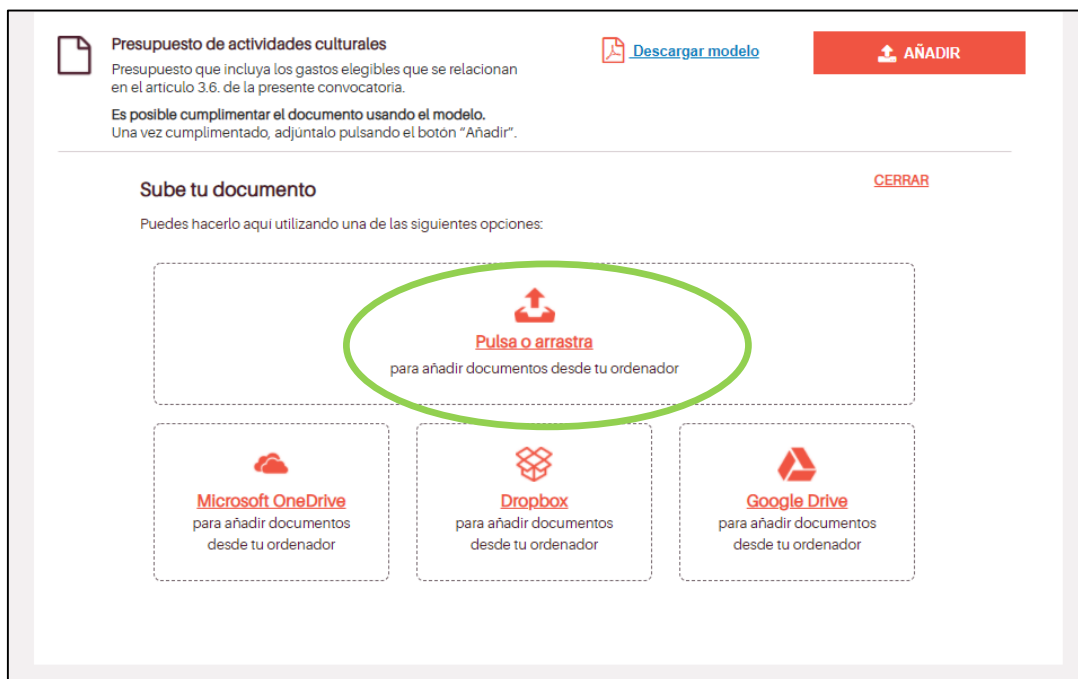 Presupuesto de actividades culturales
Descargar modelo
AÑADIR
Presupuesto que incluya los gastos elegibles que se relacionan
en el artículo 3.6. de la presente convocatoria.
Es posible cumplimentar el documento usando el modelo.
Una vez cumplimentado, adjúntalo pulsando el botón "Añadir".
Sube tu documento
CERRAR
Puedes hacerlo aquí utilizando una de las siguientes opciones:
Pulsa o arrastra
para añadir documentos desde tu ordenador
Microsoft OneDrive
para añadir documentos
desde tu ordenador
Dropbox
para añadir documentos
desde tu ordenador
Google Drive
para añadir documentos
desde tu ordenador